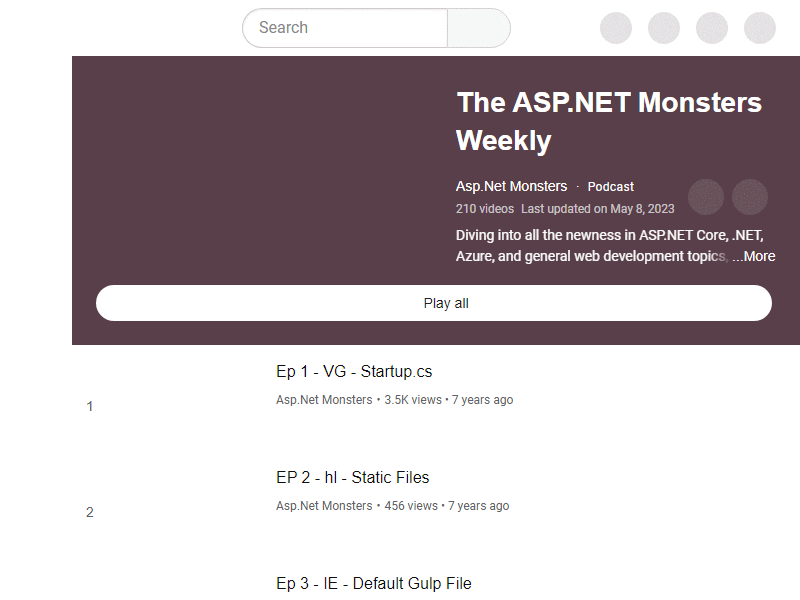 Search
The ASP.NET Monsters
Weekly
Asp.Net Monsters · Podcast
210 videos Last updated on May 8, 2023
Diving into all the newness in ASP.NET Core, .NET,
Azure, and general web development topics, ...More
Play all
Ep 1 - VG - Startup.cs
Asp.Net Monsters • 3.5K views • 7 years ago
1
EP 2 - hl - Static Files
Asp.Net Monsters • 456 views • 7 years ago
2
Ep 3 - IE - Default Gulp File